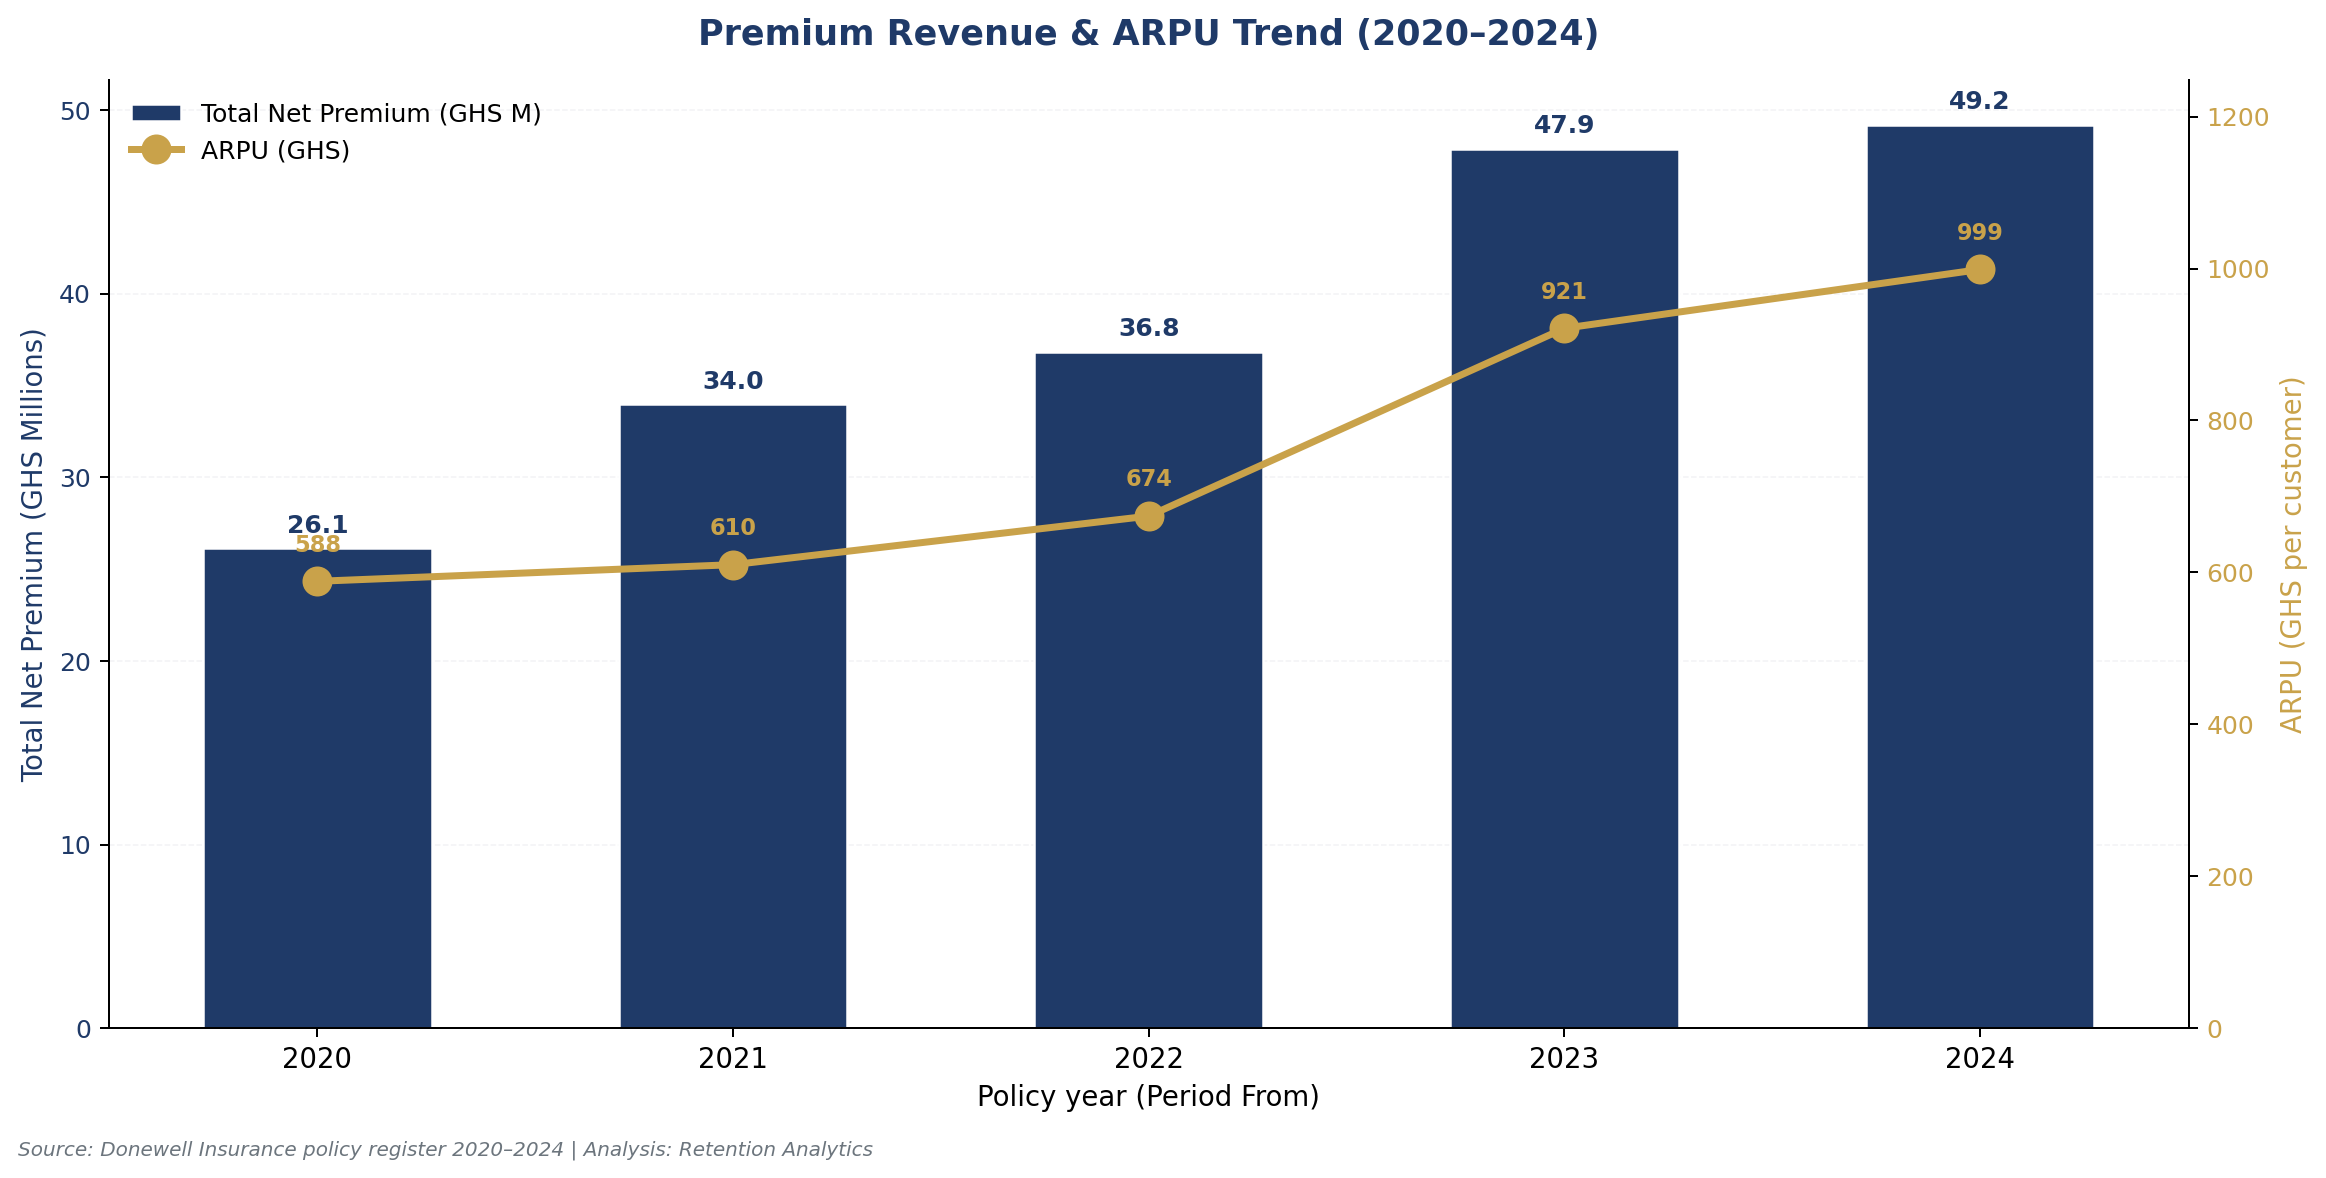 Premium Revenue & ARPU Trend (2020–2024)
Total Net Premium (GHS M)
ARPU (GHS)
Total Net Premium (GHS Millions)
50
40
30
20
10
0
26.1
34.0
36.8
47.9
49.2
588
610
674
921
999
1200
1000
800
600
400
200
0
ARPU (GHS per customer)
2020 2021 2022 2023 2024
Policy year (Period From)
Source: Donewell Insurance policy register 2020–2024 | Analysis: Retention Analytics